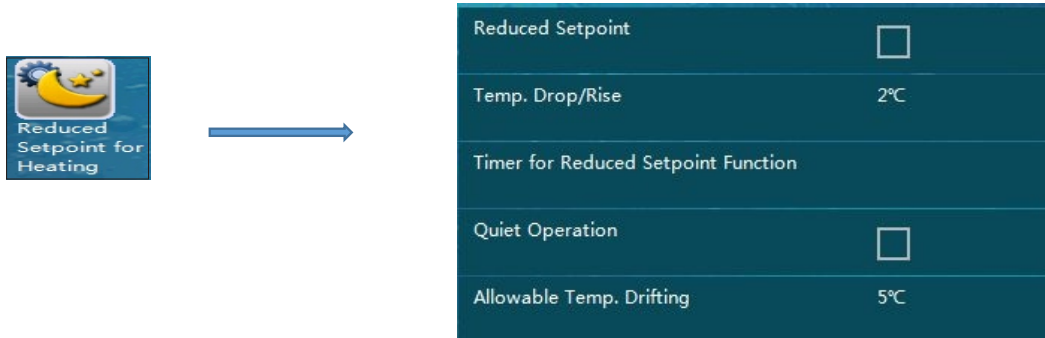 Reduced
Setpoint for
Heating
Reduced Setpoint
Temp. Drop/Rise 2℃
Timer for Reduced Setpoint Function
Quiet Operation
Allowable Temp. Drifting 5℃